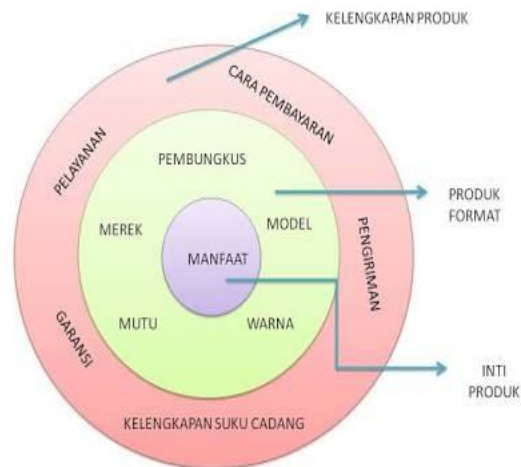 KELENGKAPAN PRODUK
CARA PEMBAYARAN
PELAYANAN
PEMBUNGKUS
PRODUK
FORMAT
MEREK
MODEL
PENGIRIMAN
MANFAAT
MUTU
WARNA
GARANSI
INTI
PRODUK
KELENGKAPAN SUKU CADANG